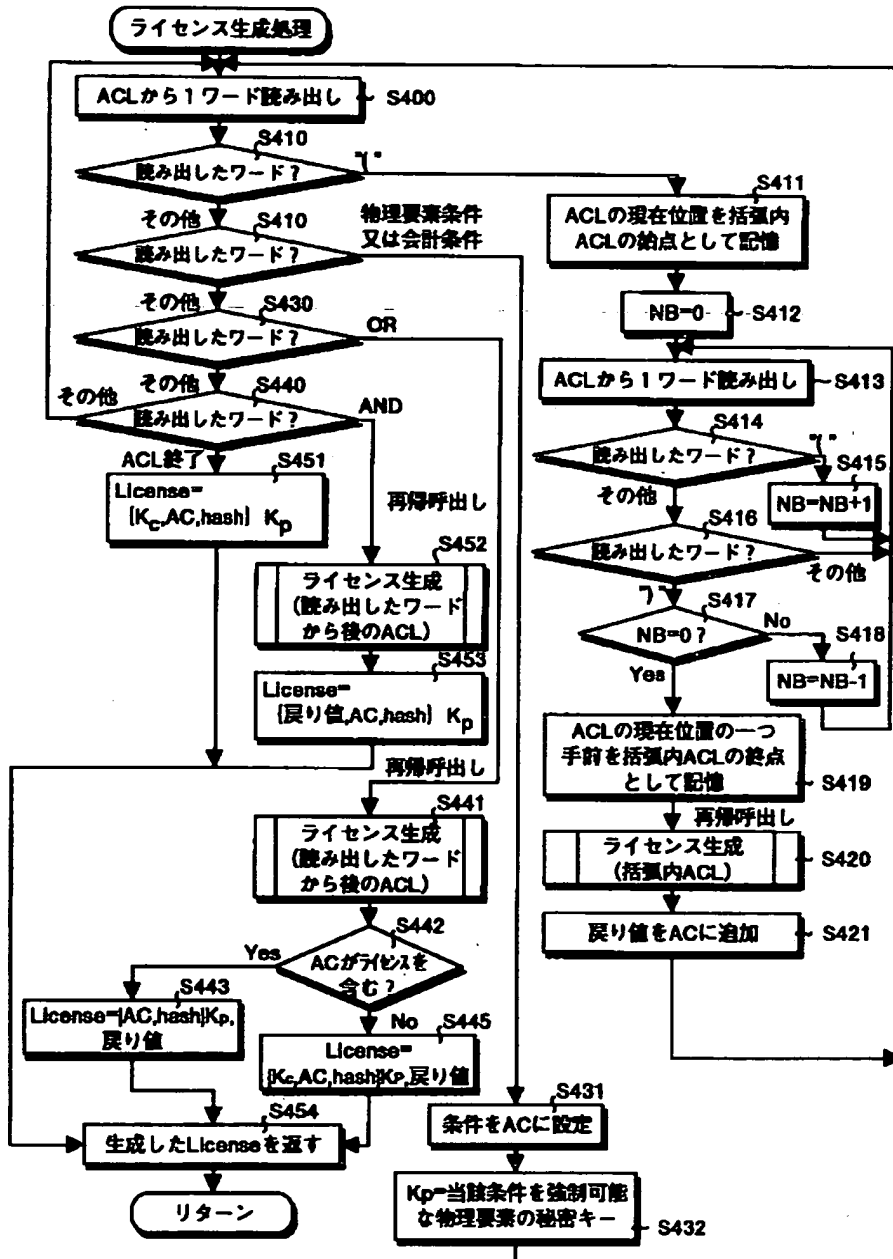 ライセンス生成処理
ACLから1ワード読み出し
S400
S410
読み出したワード?
"("
その他
S410
物理要素条件
又は会計条件
読み出したワード?
その他
S430
OR
読み出したワード?
その他
その他
S440
AND
読み出したワード?
ACL終了
S451
License=
{Kc,AC,hash} Kp
再帰呼出し
S452
ライセンス生成
(読み出したワード
から後のACL)
S453
License=
{戻り値,AC,hash} Kp
再帰呼出し
S441
ライセンス生成
(読み出したワード
から後のACL)
S442
Yes
ACがライセンスを
含む?
S443
License={AC,hash}Kp,
戻り値
No
S445
License=
{Kc,AC,hash}Kp,戻り値
S454
生成したLicenseを返す
リターン
S411
ACLの現在位置を括弧内
ACLの始点として記憶
NB=0
S412
ACLから1ワード読み出し
S413
S414
読み出したワード?
"("
その他
S415
NB=NB+1
S416
読み出したワード?
その他
")"
S417
NB=0?
No
Yes
S418
NB=NB-1
ACLの現在位置の一つ
手前を括弧内ACLの終点
として記憶
S419
再帰呼出し
ライセンス生成
(括弧内ACL)
S420
戻り値をACに追加
S421
S431
条件をACに設定
Kp=当該条件を強制可能
な物理要素の秘密キー
S432